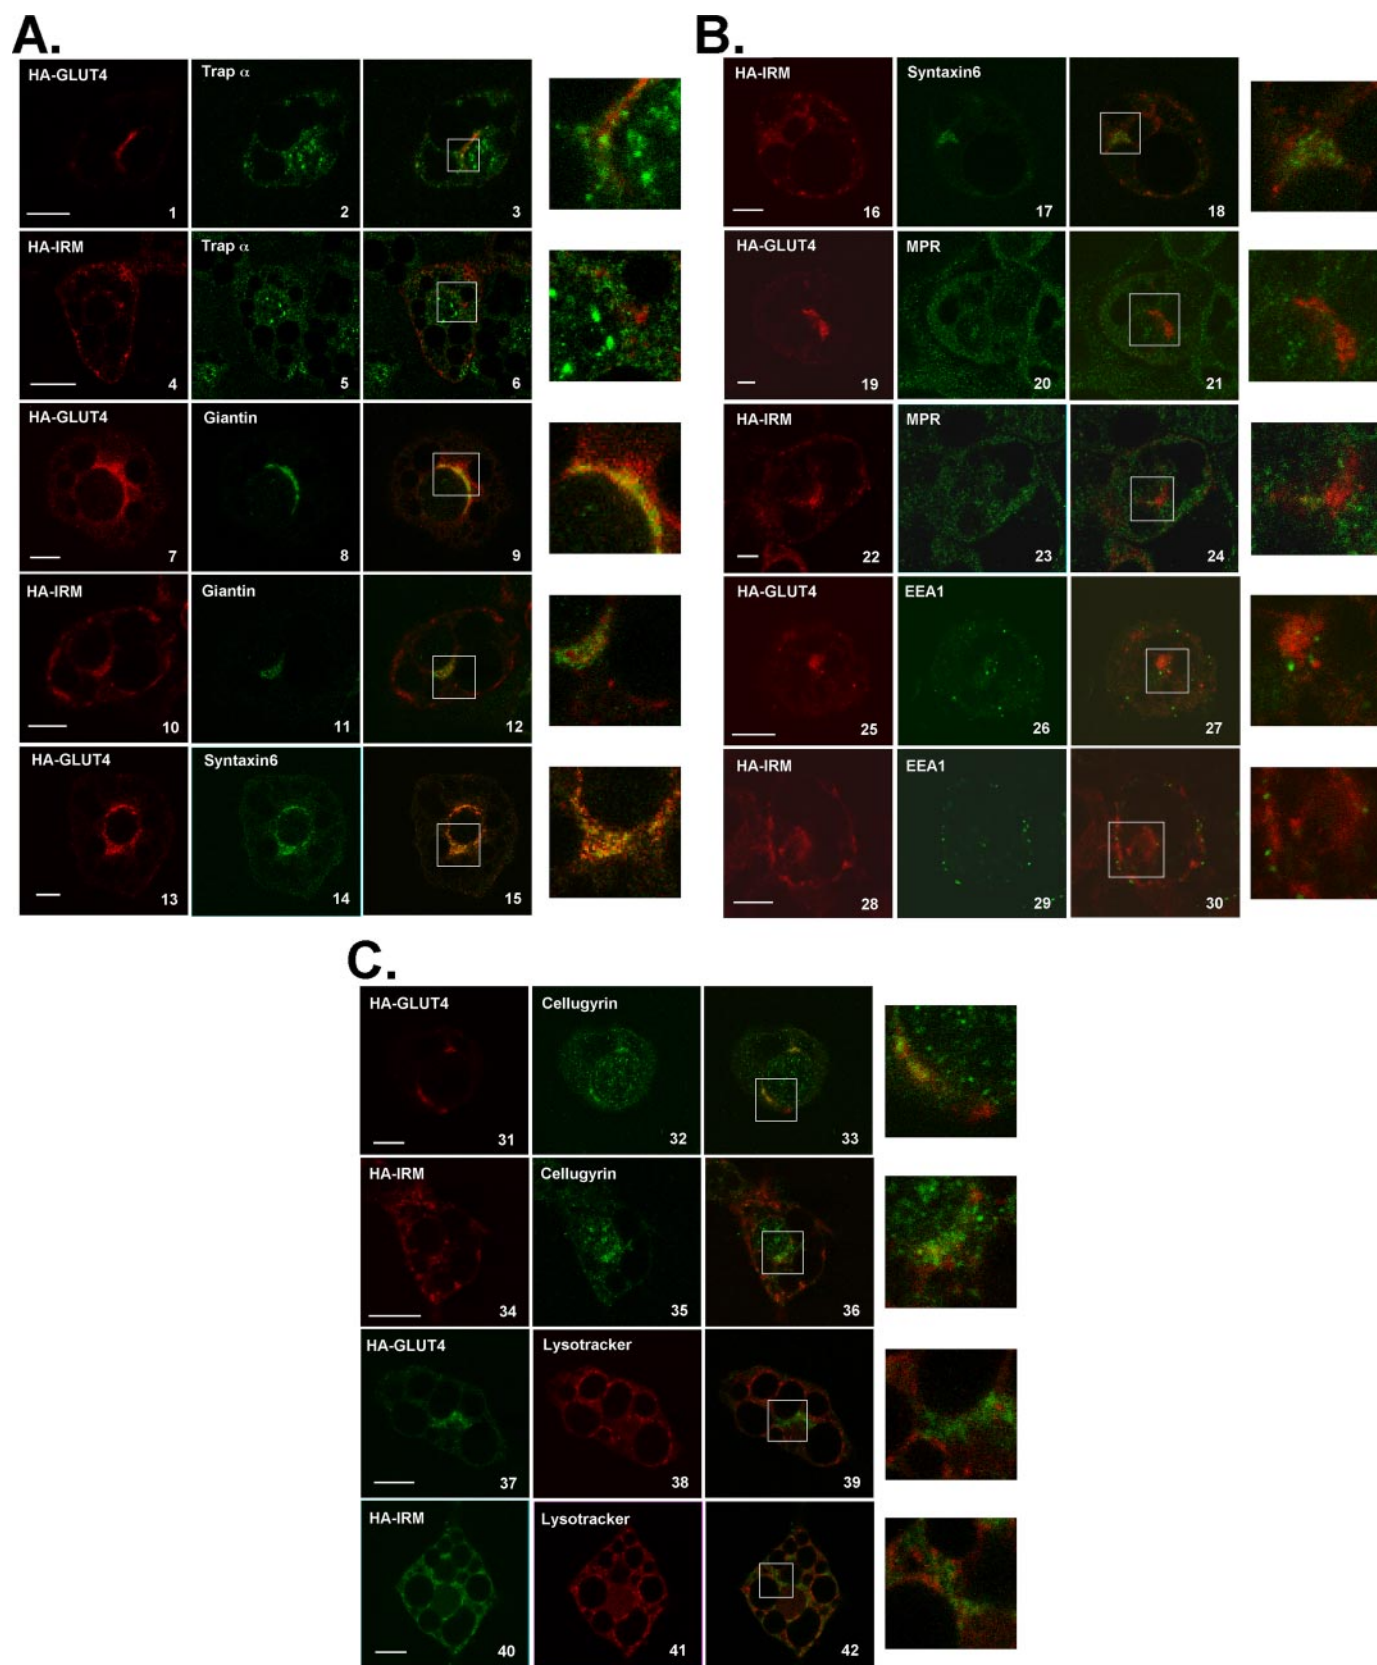 A.
HA-GLUT4 Trap α
1 2 3
HA-IRM Trap α
4 5 6
HA-GLUT4 Giantin
7 8 9
HA-IRM Giantin
10 11 12
HA-GLUT4 Syntaxin6
13 14 15
B.
HA-IRM Syntaxin6
16 17 18
HA-GLUT4 MPR
19 20 21
HA-IRM MPR
22 23 24
HA-GLUT4 EEA1
25 26 27
HA-IRM EEA1
28 29 30
C.
HA-GLUT4 Cellugyrin
31 32 33
HA-IRM Cellugyrin
34 35 36
HA-GLUT4 Lysotracker
37 38 39
HA-IRM Lysotracker
40 41 42